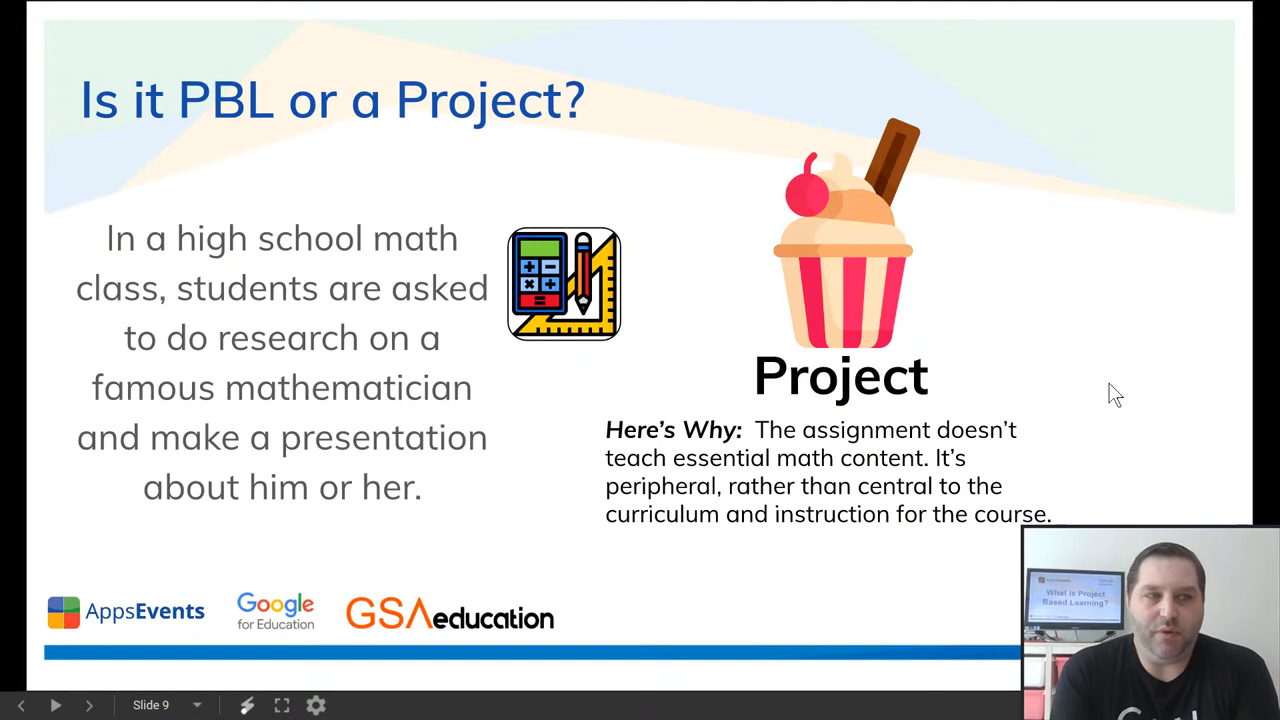 Is it PBL or a Project?
In a high school math
class, students are asked
to do research on a
famous mathematician
and make a presentation
about him or her.
Project
Here's Why: The assignment doesn't
teach essential math content. It's
peripheral, rather than central to the
curriculum and instruction for the course.
AppsEvents
Google
for Education
GSAeducation
What is Project
Based Learning?
Slide 9